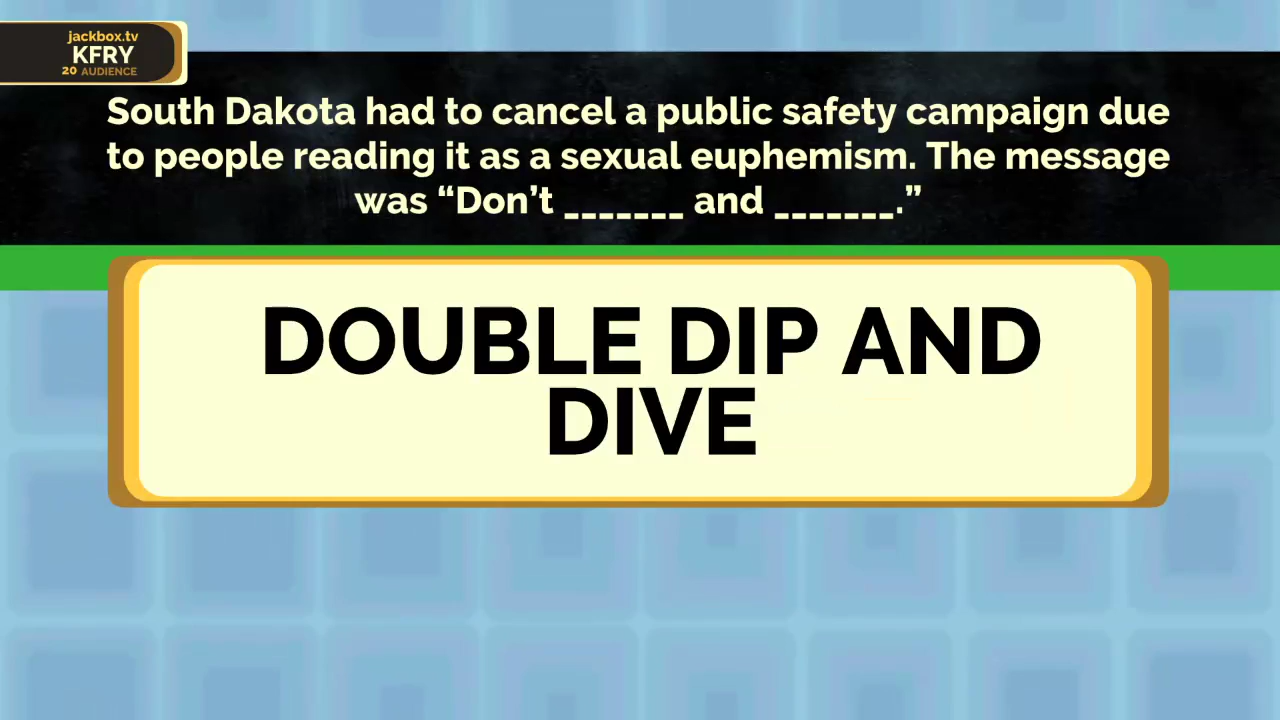 jackbox.tv
KFRY
20 AUDIENCE
South Dakota had to cancel a public safety campaign due
to people reading it as a sexual euphemism. The message
was “Don’t _______ and _______.”
DOUBLE DIP AND
DIVE